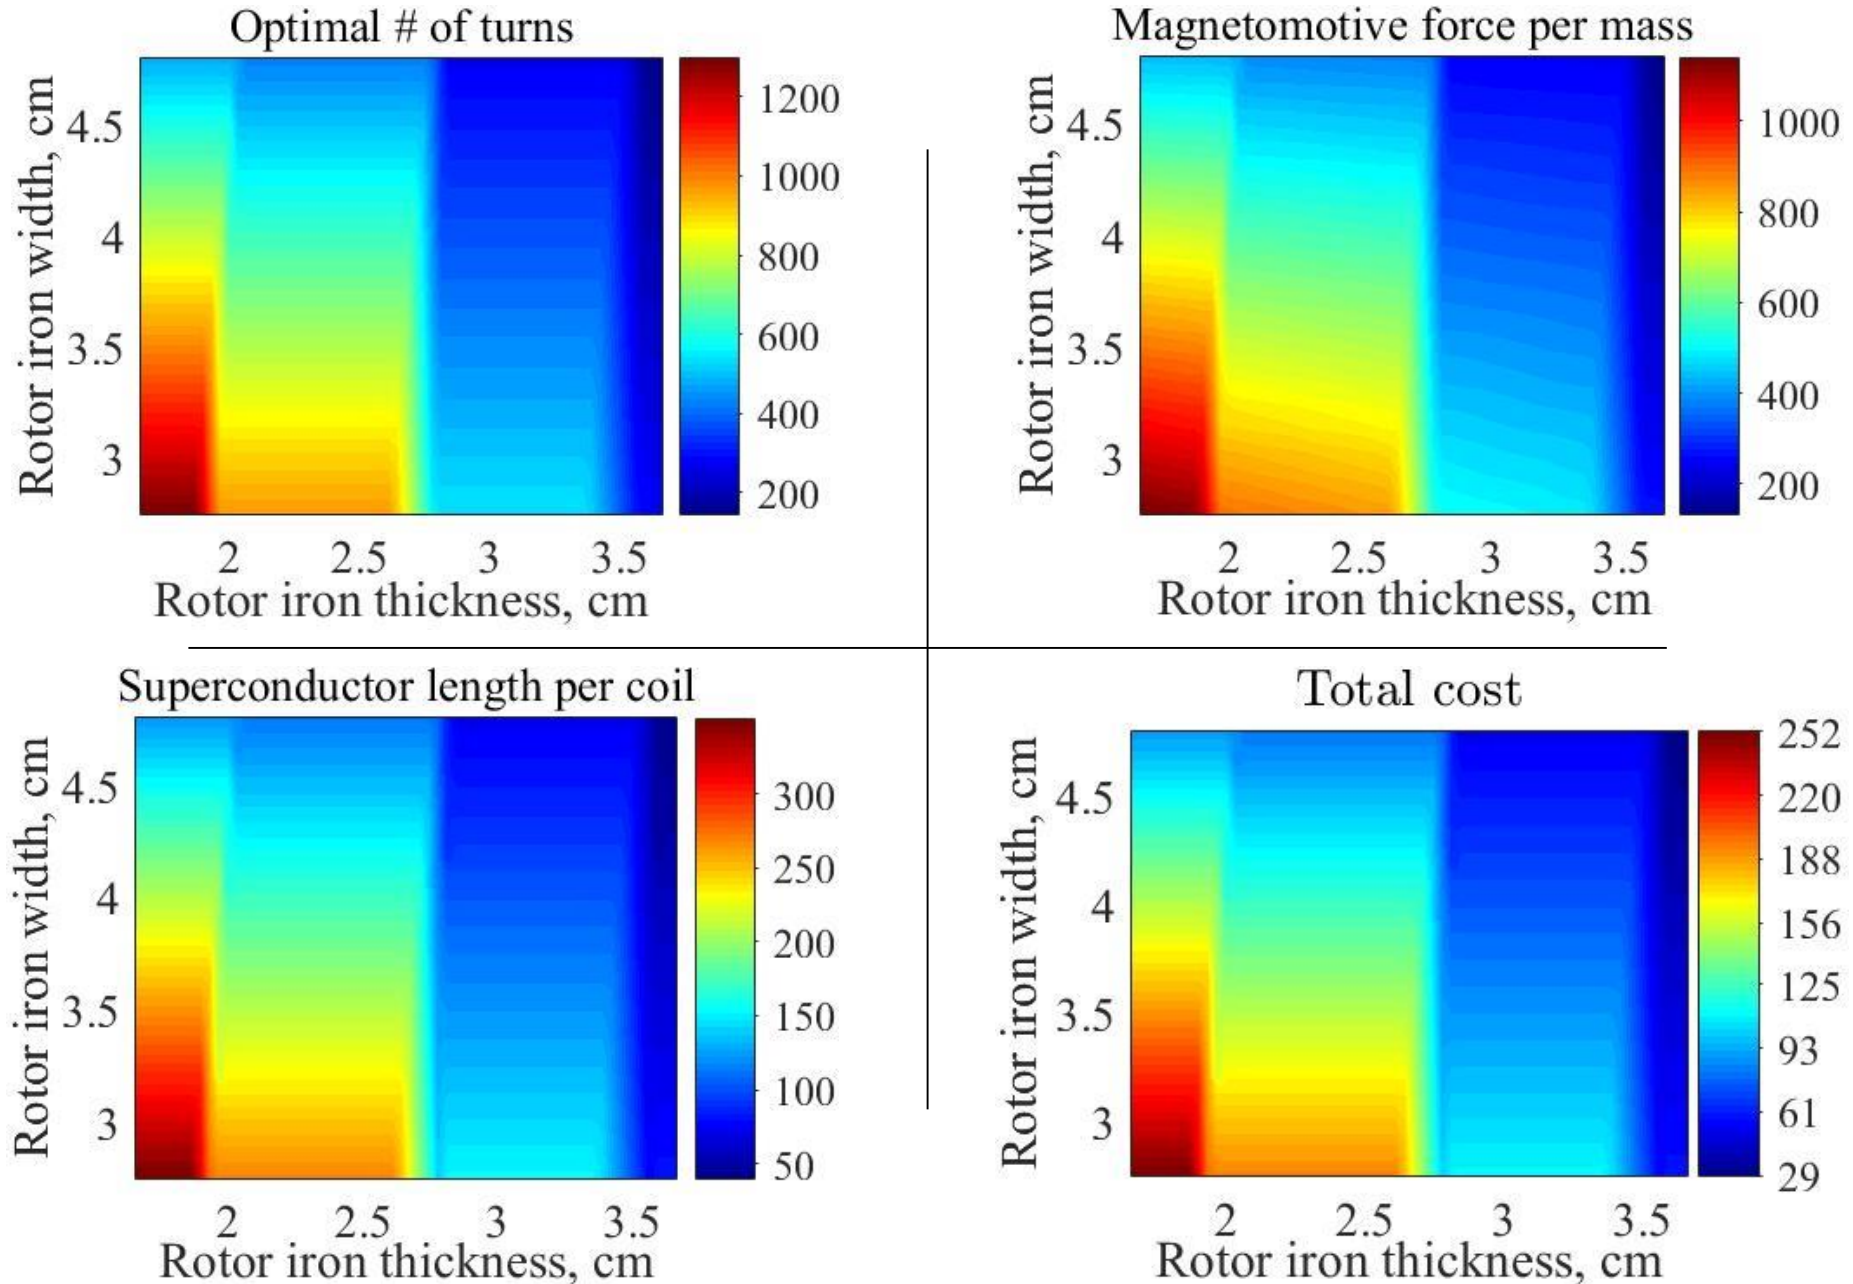 Optimal # of turns
Rotor iron width, cm
4.5
4
3.5
3
2 2.5 3 3.5
Rotor iron thickness, cm
1200
1000
800
600
400
200
Magnetomotive force per mass
Rotor iron width, cm
4.5
4
3.5
3
2 2.5 3 3.5
Rotor iron thickness, cm
1000
800
600
400
200
Superconductor length per coil
Rotor iron width, cm
4.5
4
3.5
3
2 2.5 3 3.5
Rotor iron thickness, cm
300
250
200
150
100
50
Total cost
Rotor iron width, cm
4.5
4
3.5
3
2 2.5 3 3.5
Rotor iron thickness, cm
252
220
188
156
125
93
61
29